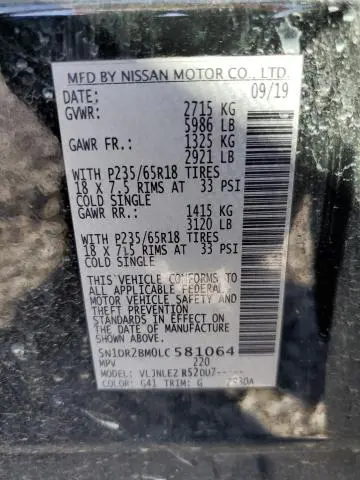 MFD BY NISSAN MOTOR CO., LTD.
DATE: 09/19
GVWR: 2715 KG
5986 LB
GAWR FR.: 1325 KG
2921 LB
WITH P235/65R18 TIRES
18 X 7.5 RIMS AT 33 PSI
COLD SINGLE
GAWR RR.: 1415 KG
3120 LB
WITH P235/65R18 TIRES
18 X 7.5 RIMS AT 33 PSI
COLD SINGLE
THIS VEHICLE CONFORMS TO
ALL APPLICABLE FEDERAL
MOTOR VEHICLE SAFETY AND
THEFT PREVENTION
STANDARDS IN EFFECT ON
THE DATE OF MFR.
5N1DR2BM0LC581064
MPV 220
MODEL: VLJNLEZ R52DU7-----
COLOR: G41 TRIM: G